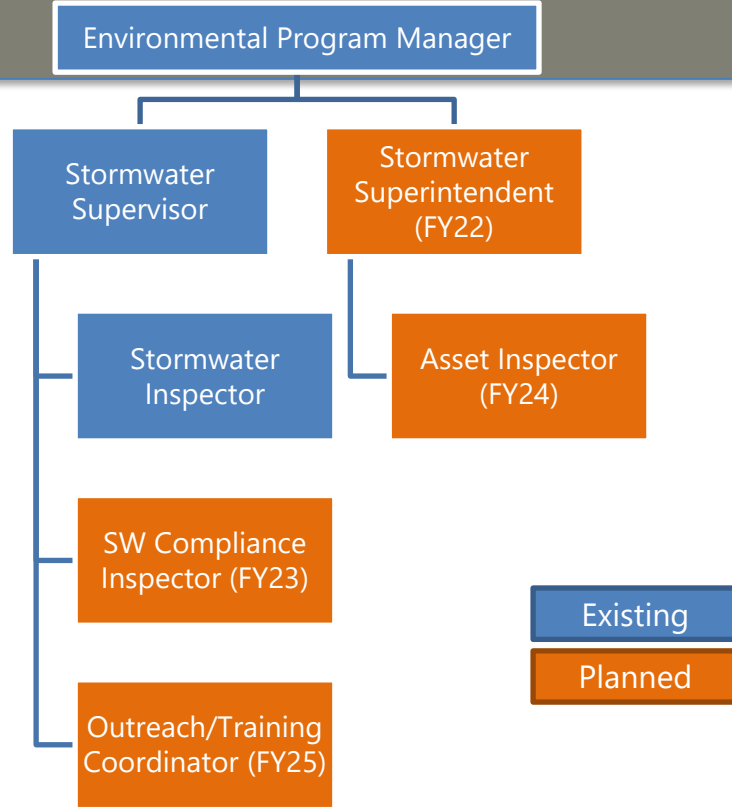 Environmental Program Manager
Stormwater
Supervisor
Stormwater
Superintendent
(FY22)
Stormwater
Inspector
Asset Inspector
(FY24)
SW Compliance
Inspector (FY23)
Outreach/Training
Coordinator (FY25)
Existing
Planned